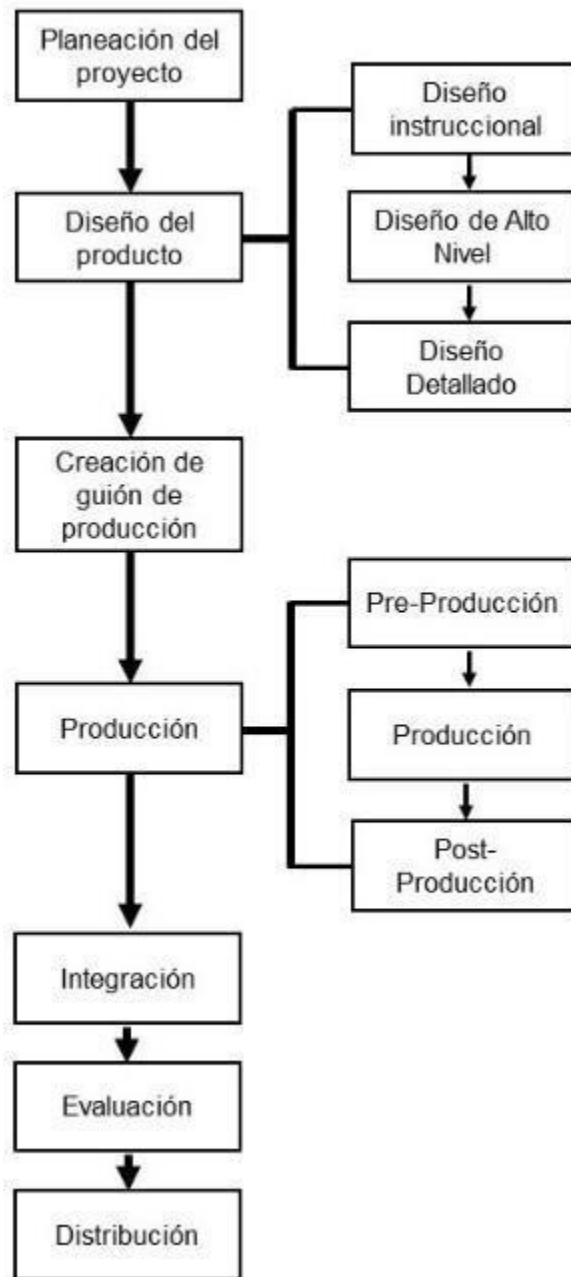 Planeación del
proyecto
Diseño
instruccional
Diseño del
producto
Diseño de Alto
Nivel
Diseño
Detallado
Creación de
guión de
producción
Pre-Producción
Producción
Producción
Post-
Producción
Integración
Evaluación
Distribución